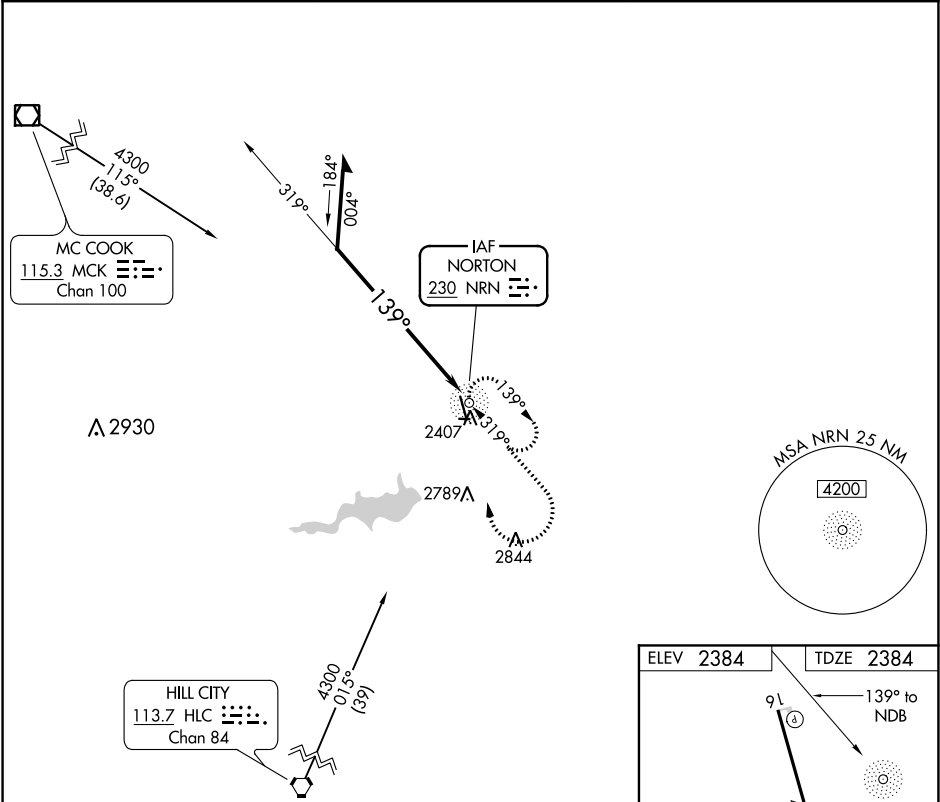 4300
115°
(38.6)
MC COOK
115.3 MCK
Chan 100
319°
184°
004°
139°
IAF
NORTON
230 NRN
139°
319°
2407
2930
2789
2844
MSA NRN 25 NM
4200
4300
015°
(39)
HILL CITY
113.7 HLC
Chan 84
ELEV 2384
TDZE 2384
139° to
NDB
16
P